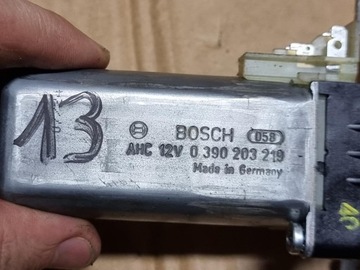 13
BOSCH 058
AHC 12V 0 390 203 219
Made in Germany